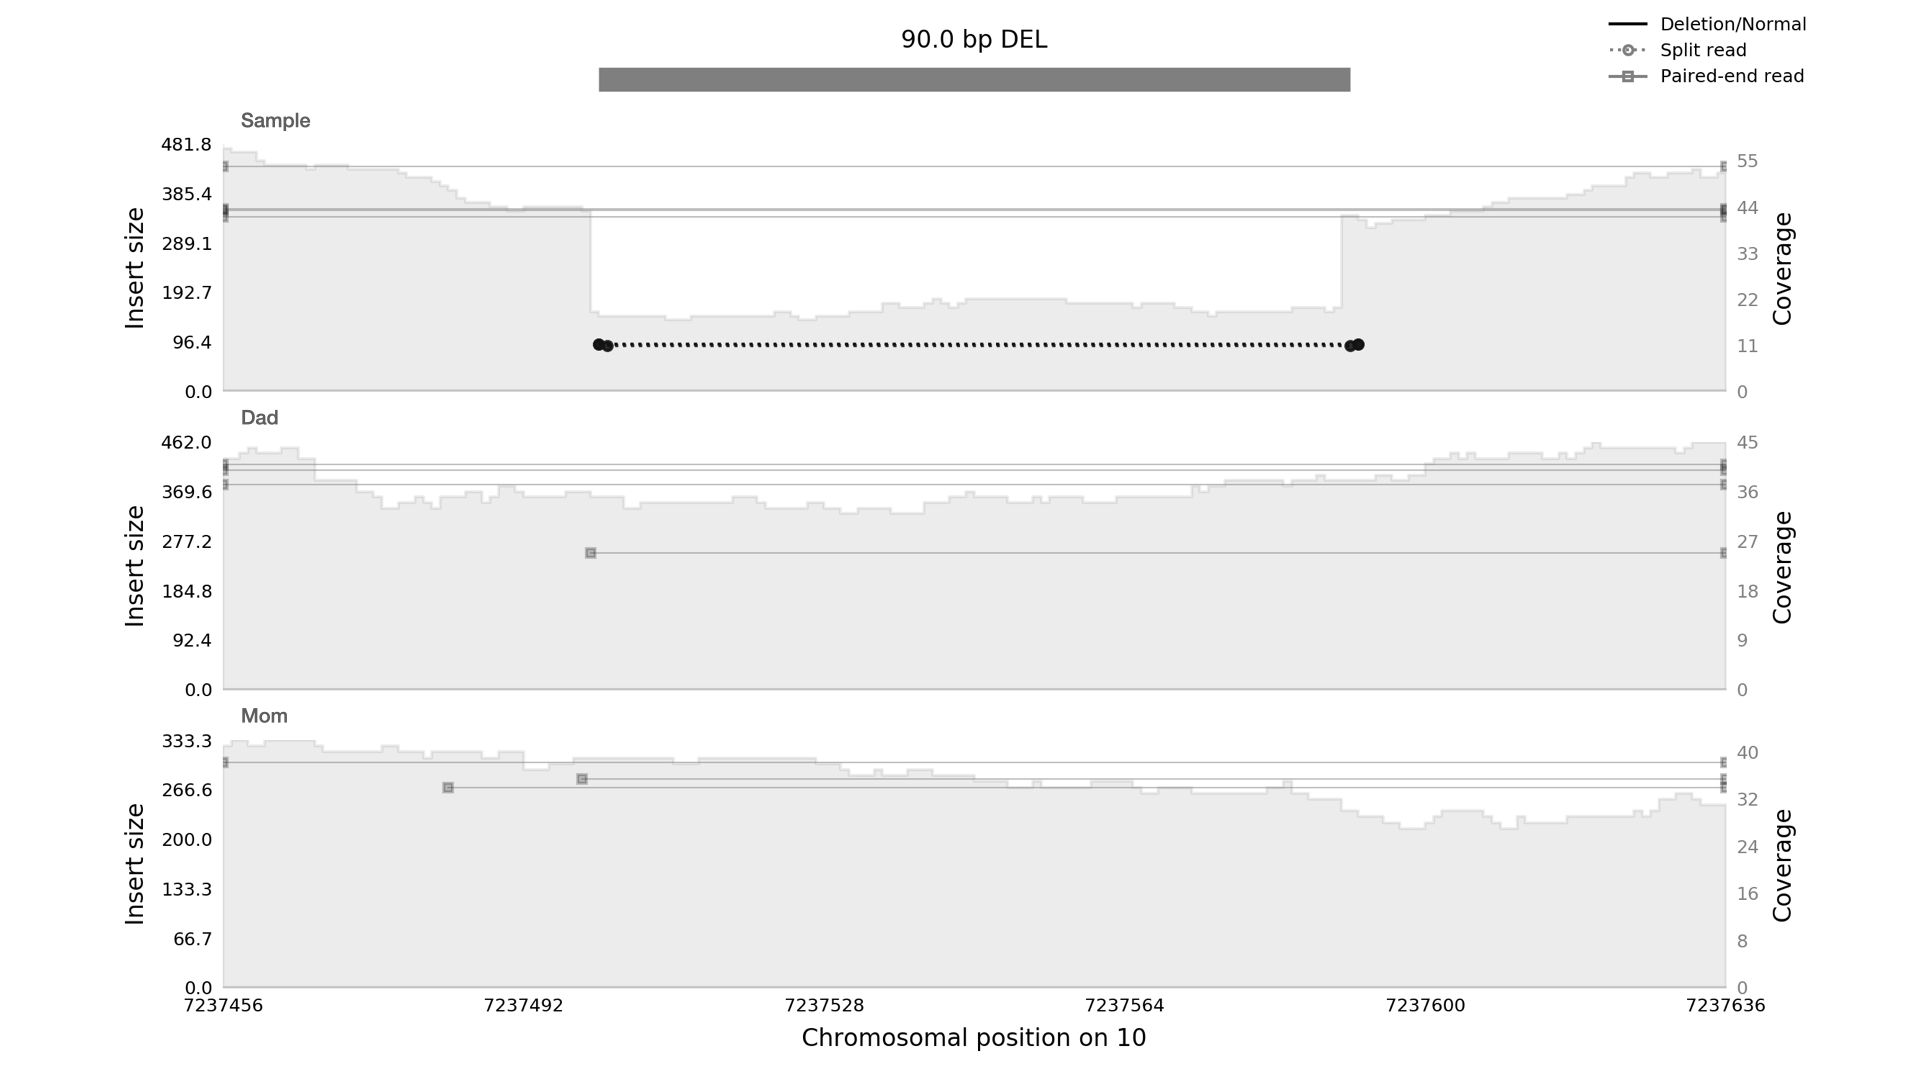 90.0 bp DEL
Deletion/Normal
Split read
Paired-end read
Sample
481.8
385.4
289.1
192.7
96.4
0.0
Insert size
55
44
33
22
11
0
Coverage
Dad
462.0
369.6
277.2
184.8
92.4
0.0
Insert size
45
36
27
18
9
0
Coverage
Mom
333.3
266.6
200.0
133.3
66.7
0.0
Insert size
40
32
24
16
8
0
Coverage
7237456 7237492 7237528 7237564 7237600 7237636
Chromosomal position on 10